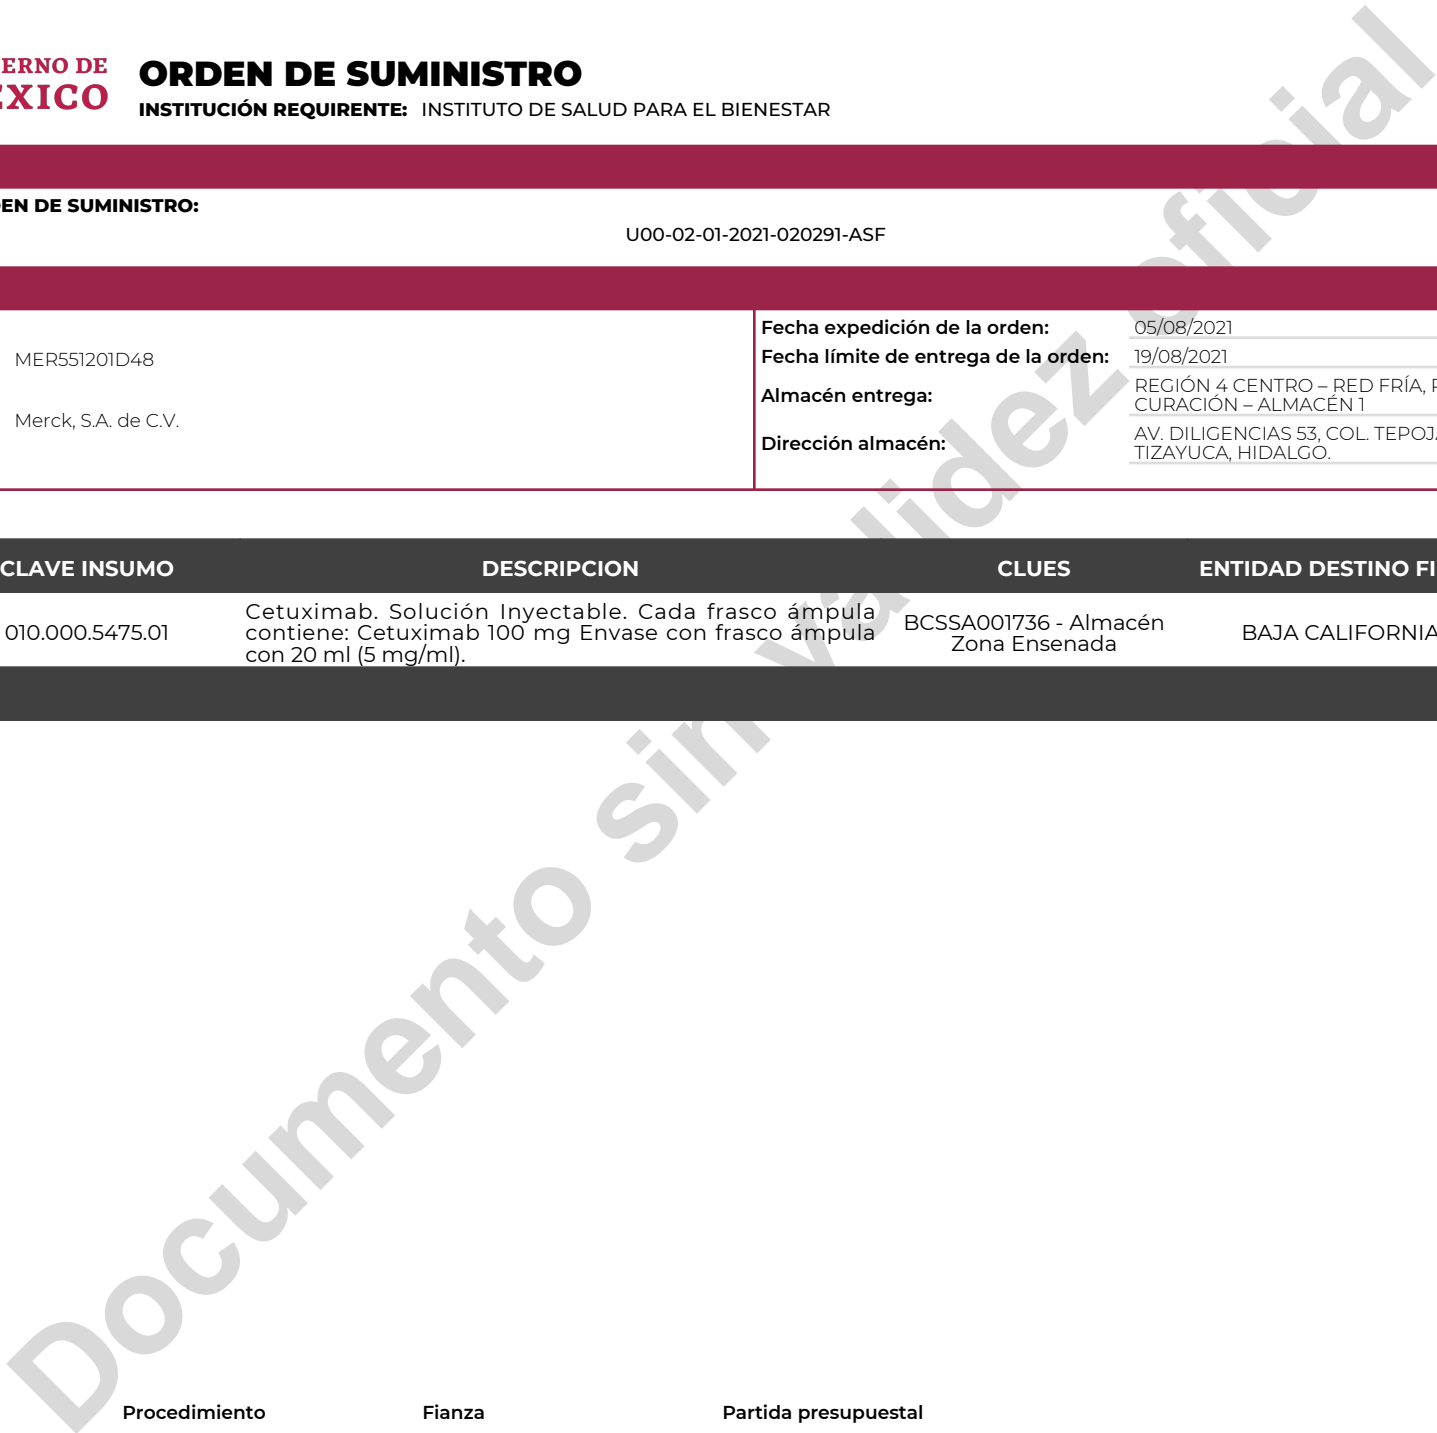 ERNO DE
EXICO
ORDEN DE SUMINISTRO
INSTITUCIÓN REQUIRENTE: INSTITUTO DE SALUD PARA EL BIENESTAR
EN DE SUMINISTRO:
U00-02-01-2021-020291-ASF
MER551201D48
Merck, S.A. de C.V.
Fecha expedición de la orden: 05/08/2021
Fecha límite de entrega de la orden: 19/08/2021
Almacén entrega: REGIÓN 4 CENTRO – RED FRÍA,
CURACIÓN – ALMACÉN 1
Dirección almacén: AV. DILIGENCIAS 53, COL. TEPOJ
TIZAYUCA, HIDALGO.
CLAVE INSUMO DESCRIPCION CLUES ENTIDAD DESTINO FI
010.000.5475.01
Cetuximab. Solución Inyectable. Cada frasco ámpula
contiene: Cetuximab 100 mg Envase con frasco ámpula
con 20 ml (5 mg/ml).
BCSSA001736 - Almacén
Zona Ensenada
BAJA CALIFORNIA
Documento sin validez oficial
Procedimiento Fianza Partida presupuestal